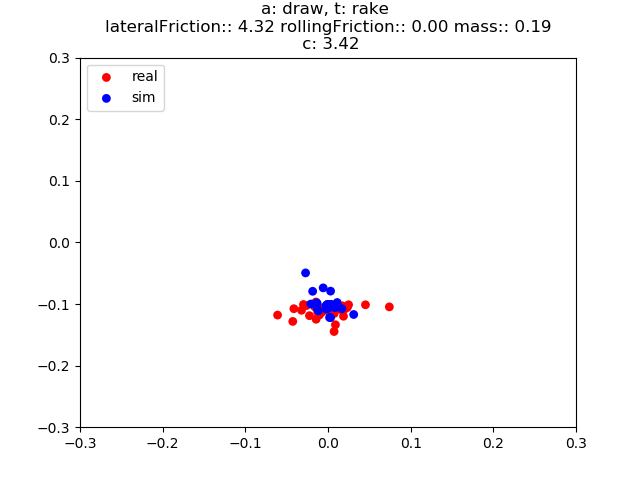 a: draw, t: rake
lateralFriction:: 4.32 rollingFriction:: 0.00 mass:: 0.19
c: 3.42
real
sim
0.3
0.2
0.1
0.0
−0.1
−0.2
−0.3
−0.3 −0.2 −0.1 0.0 0.1 0.2 0.3